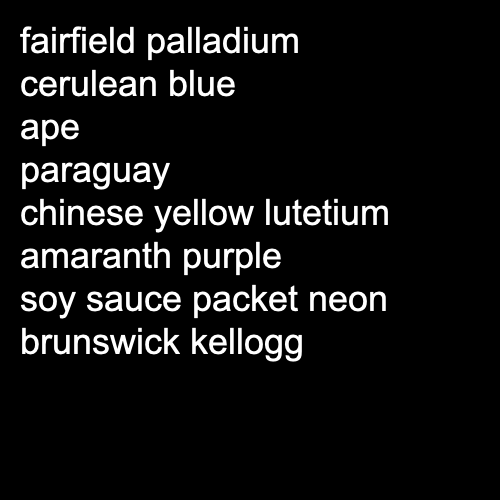 fairfield palladium
cerulean blue
ape
paraguay
chinese yellow lutetium
amaranth purple
soy sauce packet neon
brunswick kellogg